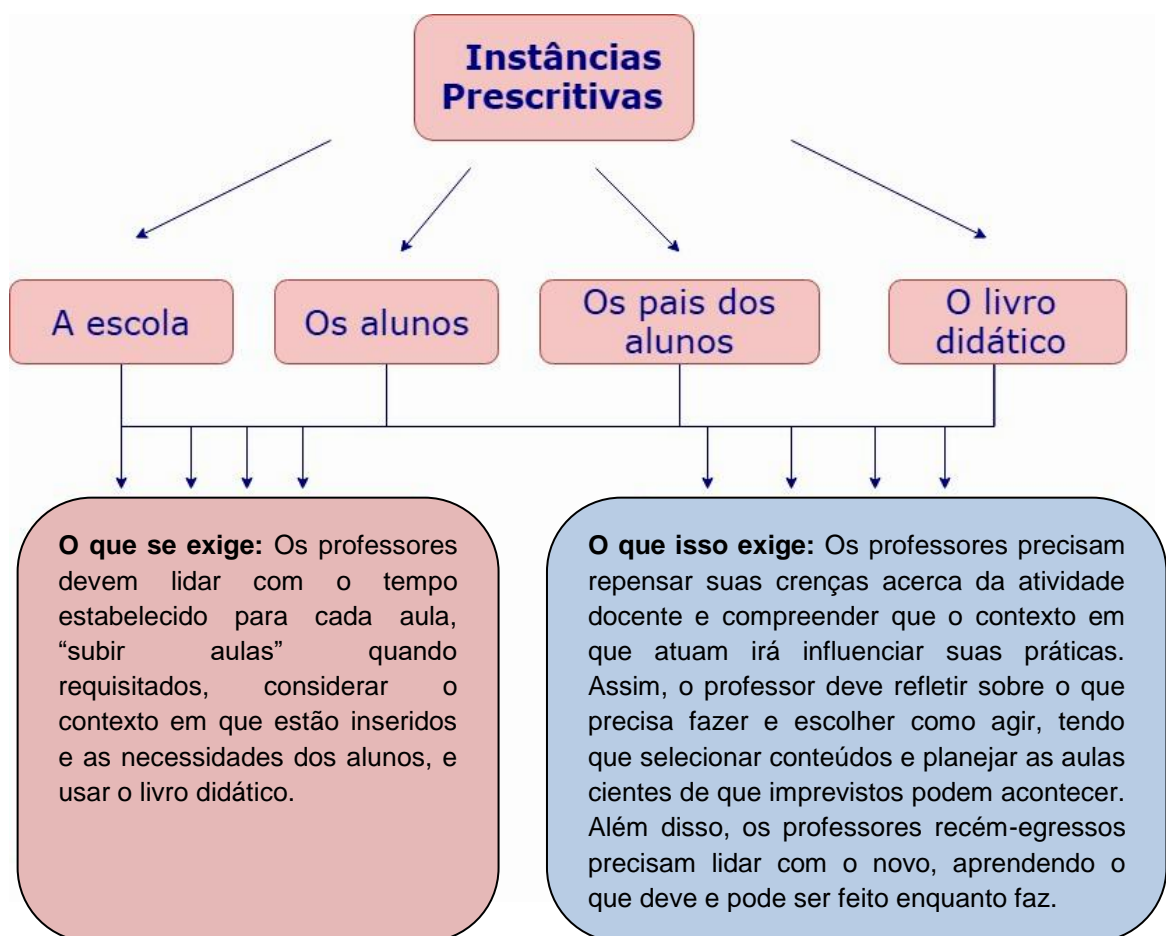 Instâncias
Prescritivas
A escola
Os alunos
Os pais dos
alunos
O livro
didático
O que se exige: Os professores
devem lidar com o tempo
estabelecido para cada aula,
“subir aulas” quando
requisitados, considerar o
contexto em que estão inseridos
e as necessidades dos alunos, e
usar o livro didático.
O que isso exige: Os professores precisam
repensar suas crenças acerca da atividade
docente e compreender que o contexto em
que atuam irá influenciar suas práticas.
Assim, o professor deve refletir sobre o que
precisa fazer e escolher como agir, tendo
que selecionar conteúdos e planejar as aulas
cientes de que imprevistos podem acontecer.
Além disso, os professores recém-egressos
precisam lidar com o novo, aprendendo o
que deve e pode ser feito enquanto faz.